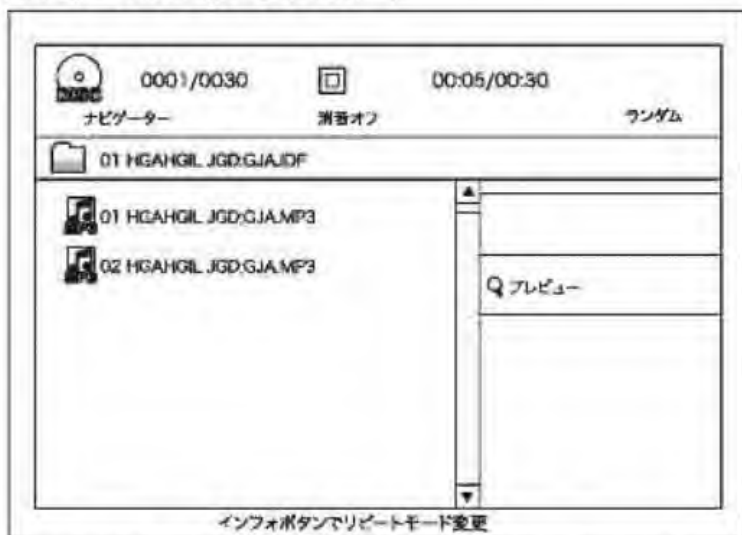 0001/0030 00:05/00:30
ナビゲーター 消音オフ ランダム
01 HGAHGIL JGD;GJA.IDF
01 HGAHGIL JGD;GJA.MP3
02 HGAHGIL JGD;GJA.MP3
プレビュー
インフォボタンでリピートモード変更